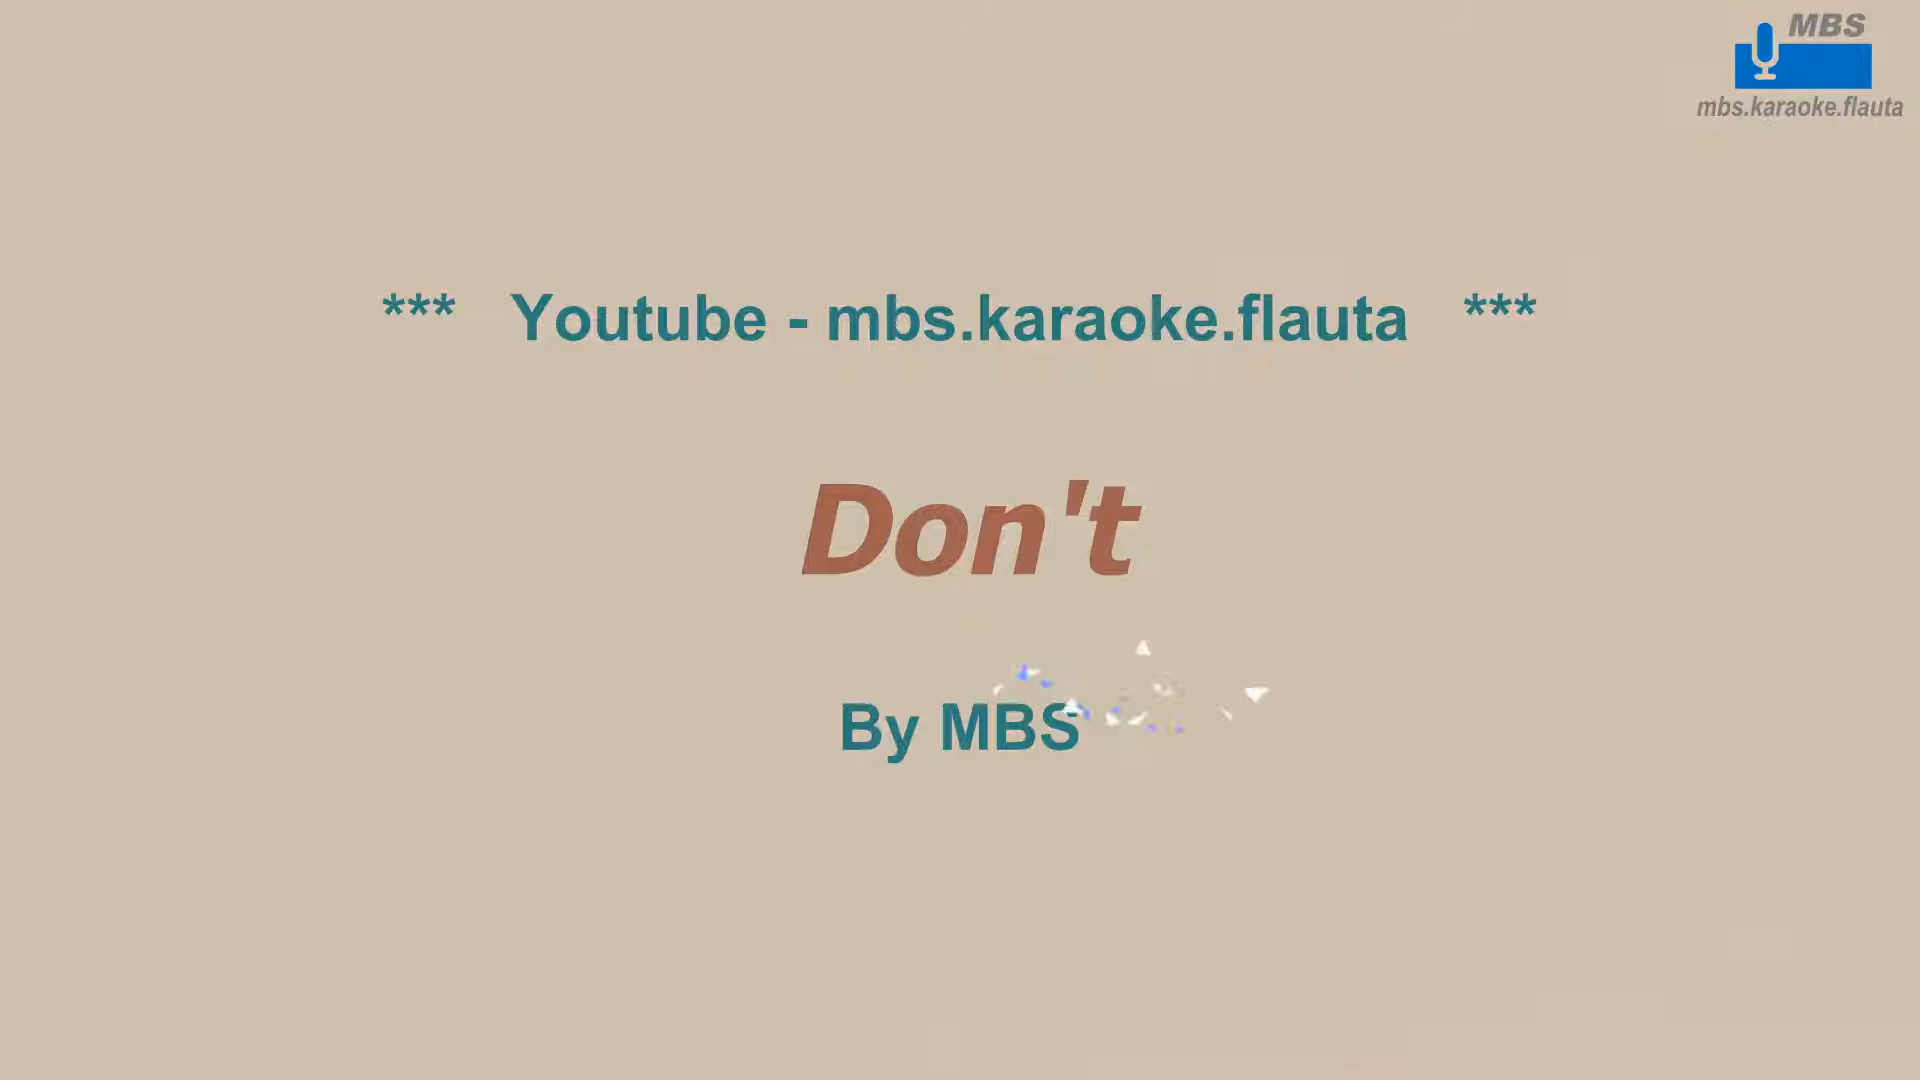 MBS
mbs.karaoke.flauta
*** Youtube - mbs.karaoke.flauta ***
Don't
By MBS